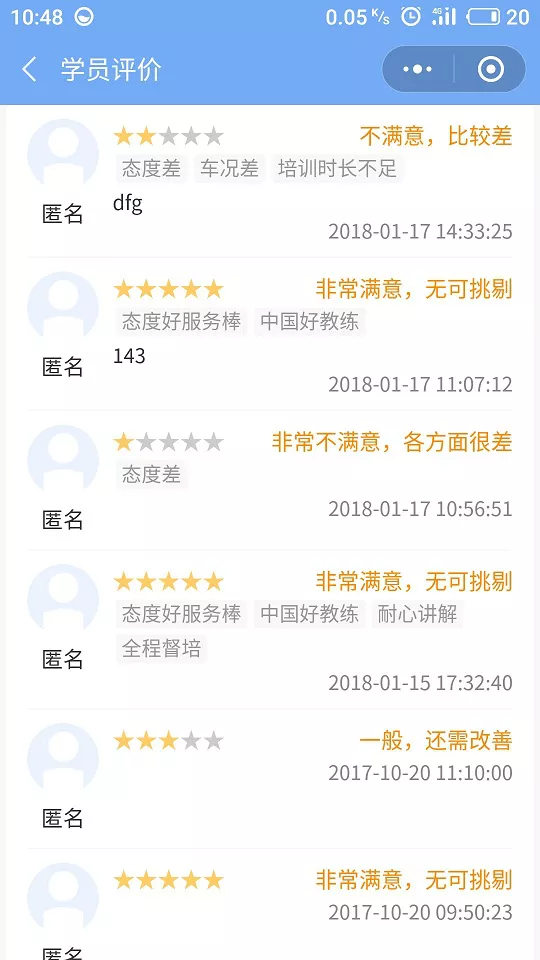 10:48 0.05 K/s 4G 20
学员评价
不满意，比较差
态度差 车况差 培训时长不足
匿名
dfg
2018-01-17 14:33:25
非常满意，无可挑剔
态度好服务棒 中国好教练
匿名
143
2018-01-17 11:07:12
非常不满意，各方面很差
态度差
匿名
2018-01-17 10:56:51
非常满意，无可挑剔
态度好服务棒 中国好教练 耐心讲解
全程督培
匿名
2018-01-15 17:32:40
一般，还需改善
2017-10-20 11:10:00
匿名
非常满意，无可挑剔
2017-10-20 09:50:23
匿名